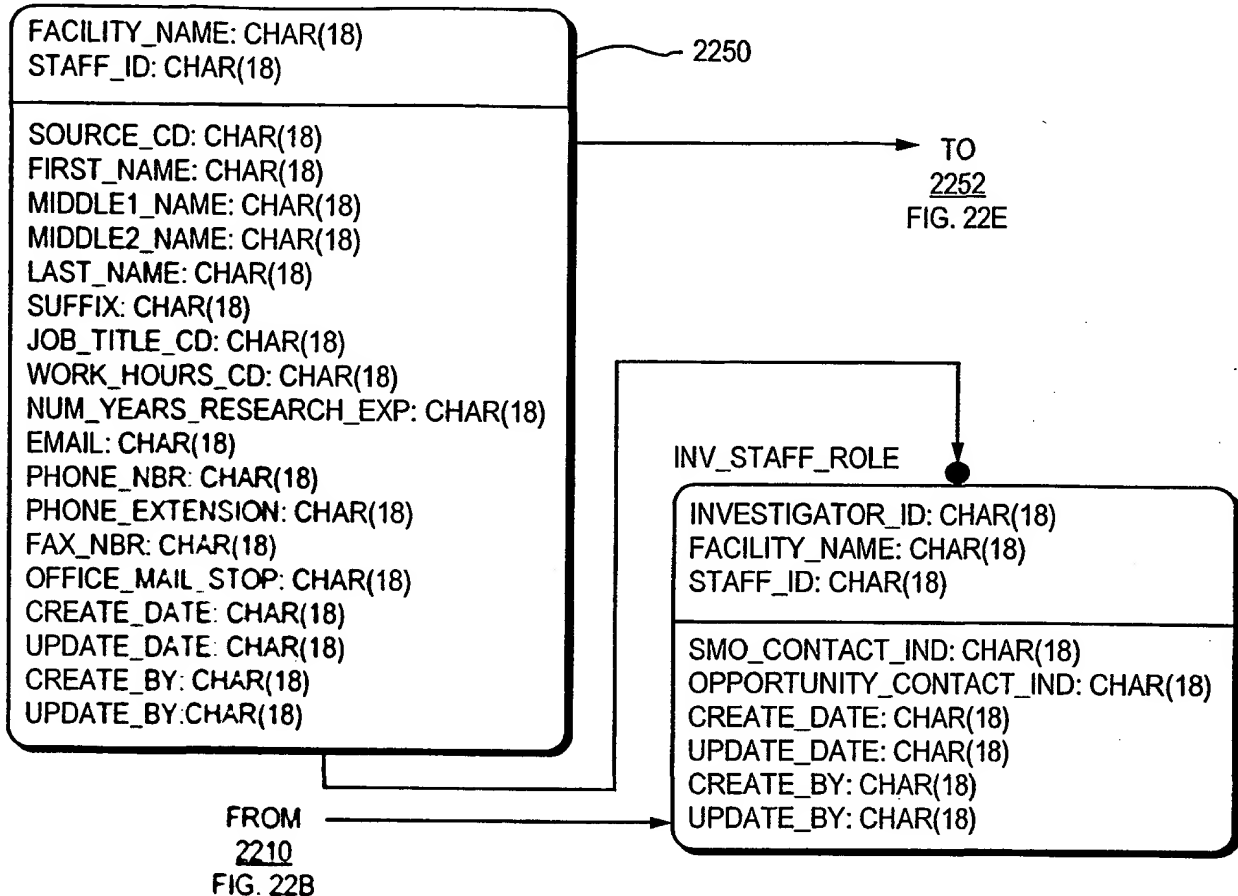 FACILITY_NAME: CHAR(18)
STAFF_ID: CHAR(18)
SOURCE_CD: CHAR(18)
FIRST_NAME: CHAR(18)
MIDDLE1_NAME: CHAR(18)
MIDDLE2_NAME: CHAR(18)
LAST_NAME: CHAR(18)
SUFFIX: CHAR(18)
JOB_TITLE_CD: CHAR(18)
WORK_HOURS_CD: CHAR(18)
NUM_YEARS_RESEARCH_EXP: CHAR(18)
EMAIL: CHAR(18)
PHONE_NBR: CHAR(18)
PHONE_EXTENSION: CHAR(18)
FAX_NBR: CHAR(18)
OFFICE_MAIL_STOP: CHAR(18)
CREATE_DATE: CHAR(18)
UPDATE_DATE: CHAR(18)
CREATE_BY: CHAR(18)
UPDATE_BY:CHAR(18)
2250
TO
2252
FIG. 22E
INV_STAFF_ROLE
INVESTIGATOR_ID: CHAR(18)
FACILITY_NAME: CHAR(18)
STAFF_ID: CHAR(18)
SMO_CONTACT_IND: CHAR(18)
OPPORTUNITY_CONTACT_IND: CHAR(18)
CREATE_DATE: CHAR(18)
UPDATE_DATE: CHAR(18)
CREATE_BY: CHAR(18)
UPDATE_BY: CHAR(18)
FROM
2210
FIG. 22B